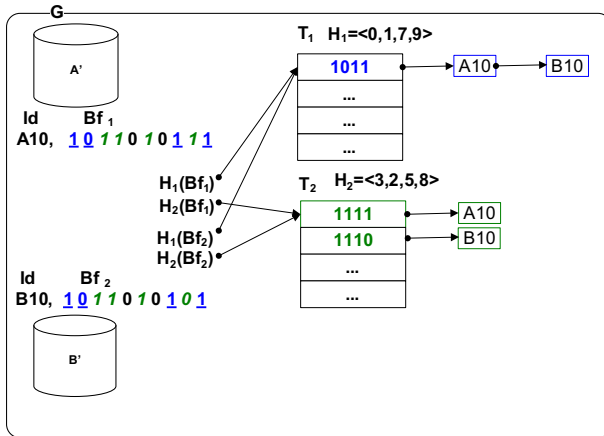 G
A'
Id Bf 1
A10, 1 0 1 1 0 1 0 1 1 1
T1 H1=<0,1,7,9>
1011
A10
B10
...
...
...
H1(Bf1)
H2(Bf1)
H1(Bf2)
H2(Bf2)
T2 H2=<3,2,5,8>
1111
A10
1110
B10
...
...
Id Bf 2
B10, 1 0 1 1 0 1 0 1 0 1
B'